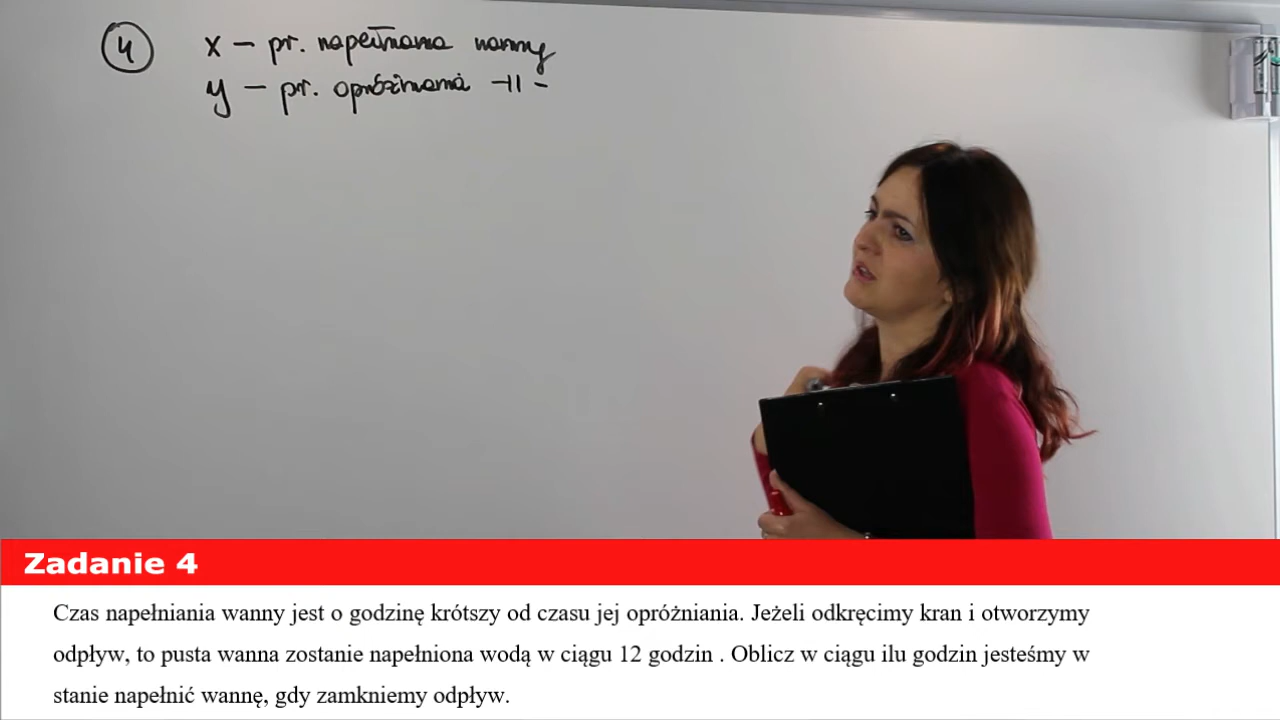 4 x – pr. napełniania wanny
y – pr. opróżniania -||-
Zadanie 4
Czas napełniania wanny jest o godzinę krótszy od czasu jej opróżniania. Jeżeli odkręcimy kran i otworzymy
odpływ, to pusta wanna zostanie napełniona wodą w ciągu 12 godzin . Oblicz w ciągu ilu godzin jesteśmy w
stanie napełnić wannę, gdy zamkniemy odpływ.